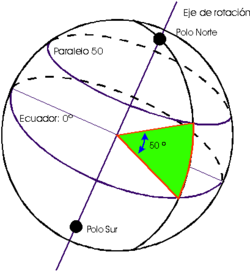 Eje de rotación
Polo Norte
Paralelo 50
Ecuador: 0º
50 º
Polo Sur